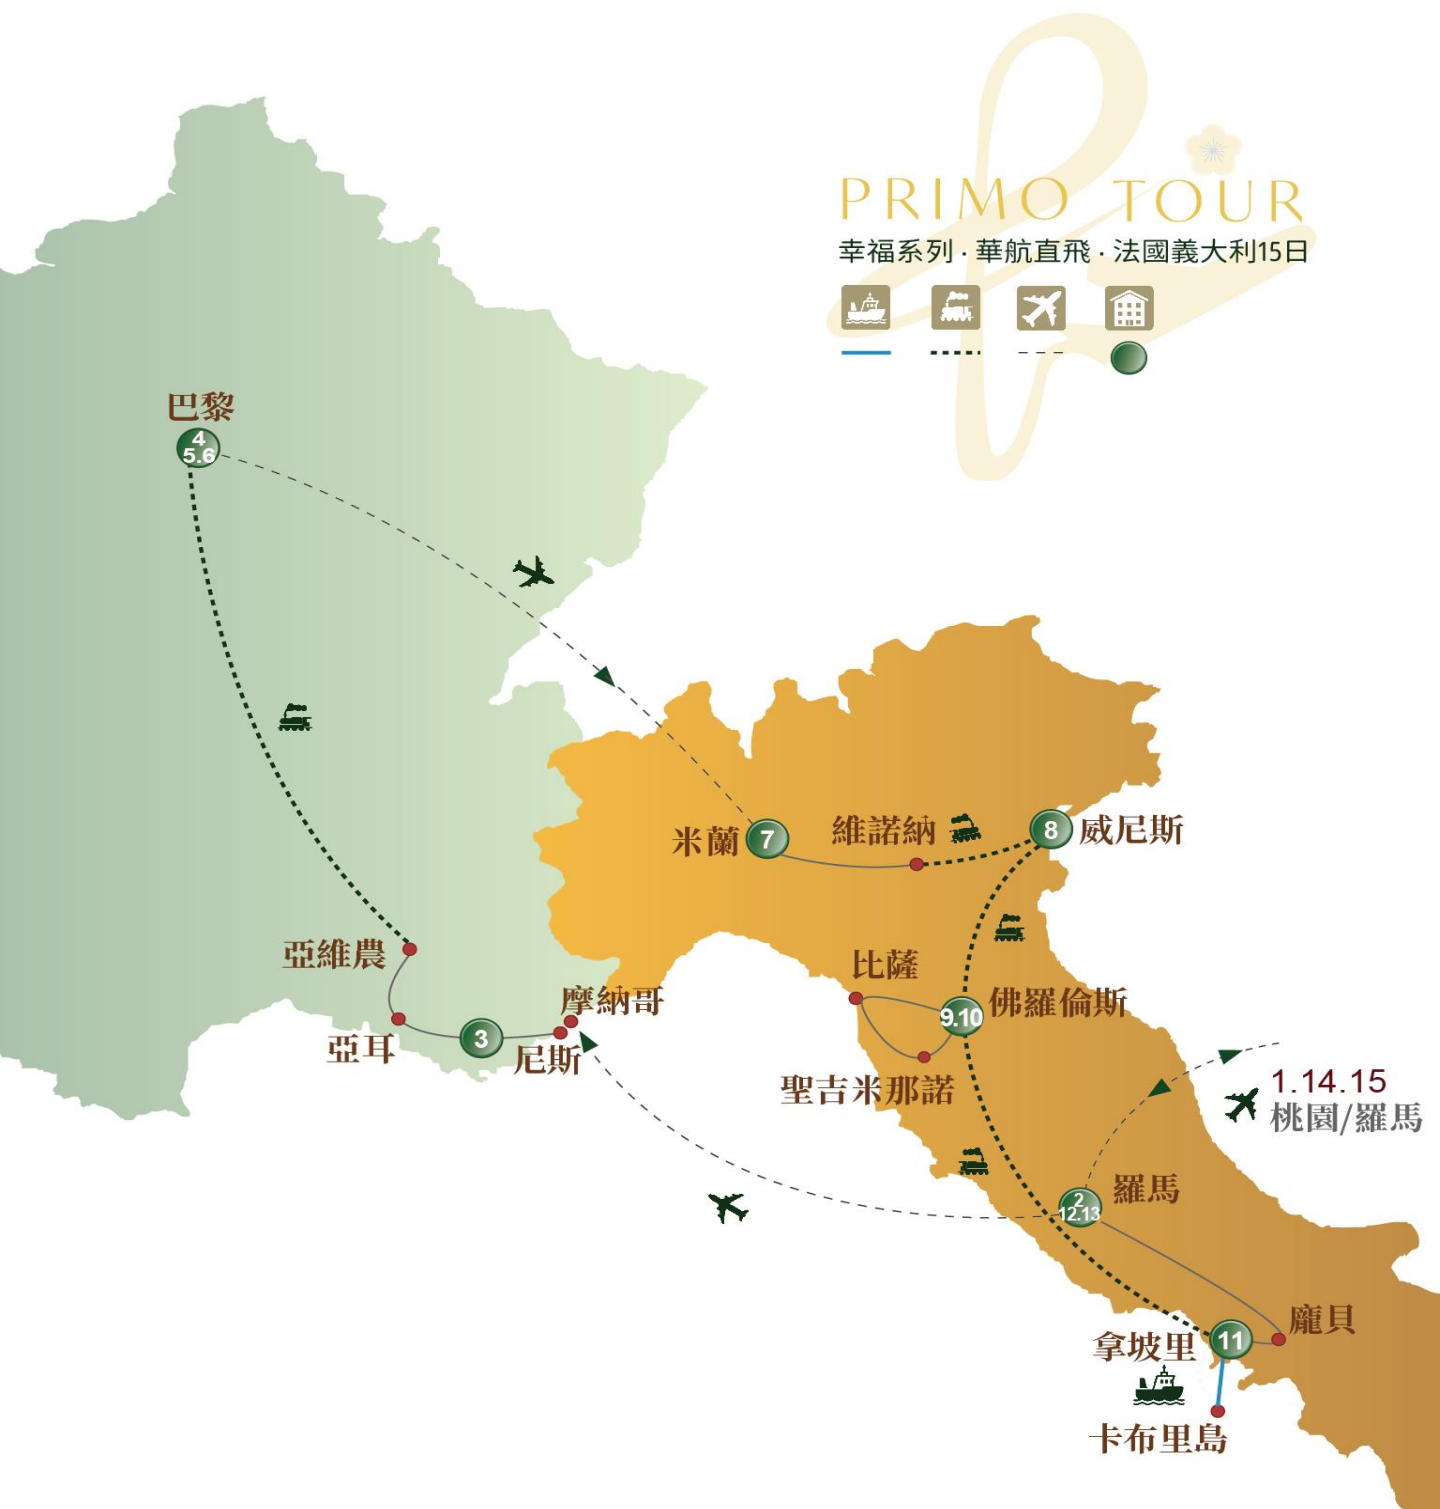 PRIMO TOUR
幸福系列·華航直飛·法國義大利15日
巴黎
4
5.6
米蘭
7
維諾納
8
威尼斯
亞維農
比薩
摩納哥
9.10
佛羅倫斯
亞耳
3
尼斯
聖吉米那諾
1.14.15
桃園/羅馬
羅馬
2
12.13
龐貝
拿坡里
11
卡布里島